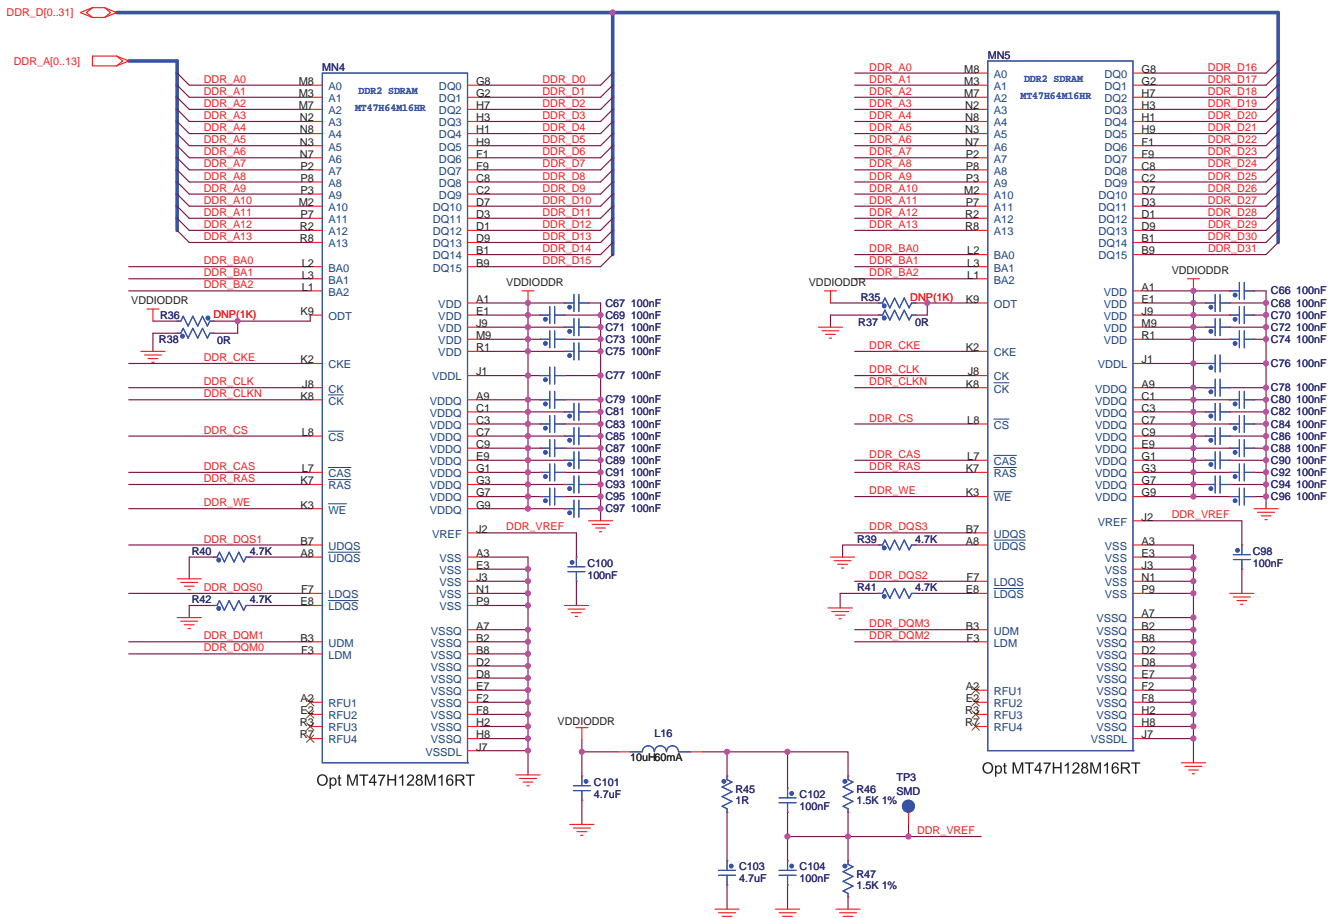 DDR_D[0..31]
DDR_A[0..13]
MN4
DDR2 SDRAM
MT47H64M16HR
DDR_A0 M8 A0 DQ0 G8 DDR_D0
DDR_A1 M3 A1 DQ1 G2 DDR_D1
DDR_A2 M7 A2 DQ2 H7 DDR_D2
DDR_A3 N2 A3 DQ3 H3 DDR_D3
DDR_A4 N8 A4 DQ4 H1 DDR_D4
DDR_A5 N3 A5 DQ5 H9 DDR_D5
DDR_A6 N7 A6 DQ6 F1 DDR_D6
DDR_A7 P2 A7 DQ7 F9 DDR_D7
DDR_A8 P8 A8 DQ8 C8 DDR_D8
DDR_A9 P3 A9 DQ9 C2 DDR_D9
DDR_A10 M2 A10 DQ10 D7 DDR_D10
DDR_A11 P7 A11 DQ11 D3 DDR_D11
DDR_A12 R2 A12 DQ12 D1 DDR_D12
DDR_A13 R8 A13 DQ13 D9 DDR_D13
DQ14 B1 DDR_D14
DQ15 B9 DDR_D15
DDR_BA0 L2 BA0
DDR_BA1 L3 BA1
DDR_BA2 L1 BA2
VDDIODDR
R36 DNP(1K)
R38 0R
K9 ODT
DDR_CKE K2 CKE
DDR_CLK J8 CK
DDR_CLKN K8 CK
DDR_CS L8 CS
DDR_CAS L7 CAS
DDR_RAS K7 RAS
DDR_WE K3 WE
DDR_DQS1 B7 UDQS
R40 4.7K A8 UDQS
DDR_DQS0 F7 LDQS
R42 4.7K E8 LDQS
DDR_DQM1 B3 UDM
DDR_DQM0 F3 LDM
A2 RFU1
E2 RFU2
R3 RFU3
R7 RFU4
VDDIODDR
VDD A1 C67 100nF
VDD E1 C69 100nF
VDD J9 C71 100nF
VDD M9 C73 100nF
VDD R1 C75 100nF
VDDL J1 C77 100nF
VDDQ A9 C79 100nF
VDDQ C1 C81 100nF
VDDQ C3 C83 100nF
VDDQ C7 C85 100nF
VDDQ C9 C87 100nF
VDDQ E9 C89 100nF
VDDQ G1 C91 100nF
VDDQ G3 C93 100nF
VDDQ G7 C95 100nF
VDDQ G9 C97 100nF
VREF J2 DDR_VREF
C100
100nF
VSS A3
VSS E3
VSS J3
VSS N1
VSS P9
VSSQ A7
VSSQ B2
VSSQ B8
VSSQ D2
VSSQ D8
VSSQ E7
VSSQ F2
VSSQ F8
VSSQ H2
VSSQ H8
VSSDL J7
Opt MT47H128M16RT
MN5
DDR2 SDRAM
MT47H64M16HR
DDR_A0 M8 A0 DQ0 G8 DDR_D16
DDR_A1 M3 A1 DQ1 G2 DDR_D17
DDR_A2 M7 A2 DQ2 H7 DDR_D18
DDR_A3 N2 A3 DQ3 H3 DDR_D19
DDR_A4 N8 A4 DQ4 H1 DDR_D20
DDR_A5 N3 A5 DQ5 H9 DDR_D21
DDR_A6 N7 A6 DQ6 F1 DDR_D22
DDR_A7 P2 A7 DQ7 F9 DDR_D23
DDR_A8 P8 A8 DQ8 C8 DDR_D24
DDR_A9 P3 A9 DQ9 C2 DDR_D25
DDR_A10 M2 A10 DQ10 D7 DDR_D26
DDR_A11 P7 A11 DQ11 D3 DDR_D27
DDR_A12 R2 A12 DQ12 D1 DDR_D28
DDR_A13 R8 A13 DQ13 D9 DDR_D29
DQ14 B1 DDR_D30
DQ15 B9 DDR_D31
DDR_BA0 L2 BA0
DDR_BA1 L3 BA1
DDR_BA2 L1 BA2
VDDIODDR
R35 DNP(1K)
R37 0R
K9 ODT
DDR_CKE K2 CKE
DDR_CLK J8 CK
DDR_CLKN K8 CK
DDR_CS L8 CS
DDR_CAS L7 CAS
DDR_RAS K7 RAS
DDR_WE K3 WE
DDR_DQS3 B7 UDQS
R39 4.7K A8 UDQS
DDR_DQS2 F7 LDQS
R41 4.7K E8 LDQS
DDR_DQM3 B3 UDM
DDR_DQM2 F3 LDM
A2 RFU1
E2 RFU2
R3 RFU3
R7 RFU4
VDDIODDR
VDD A1 C66 100nF
VDD E1 C68 100nF
VDD J9 C70 100nF
VDD M9 C72 100nF
VDD R1 C74 100nF
VDDL J1 C76 100nF
VDDQ A9 C78 100nF
VDDQ C1 C80 100nF
VDDQ C3 C82 100nF
VDDQ C7 C84 100nF
VDDQ C9 C86 100nF
VDDQ E9 C88 100nF
VDDQ G1 C90 100nF
VDDQ G3 C92 100nF
VDDQ G7 C94 100nF
VDDQ G9 C96 100nF
VREF J2 DDR_VREF
C98
100nF
VSS A3
VSS E3
VSS J3
VSS N1
VSS P9
VSSQ A7
VSSQ B2
VSSQ B8
VSSQ D2
VSSQ D8
VSSQ E7
VSSQ F2
VSSQ F8
VSSQ H2
VSSQ H8
VSSDL J7
Opt MT47H128M16RT
VDDIODDR
L16
10uH60mA
C101
4.7uF
R45
1R
C102
100nF
R46
1.5K 1%
TP3
SMD
DDR_VREF
C103
4.7uF
C104
100nF
R47
1.5K 1%